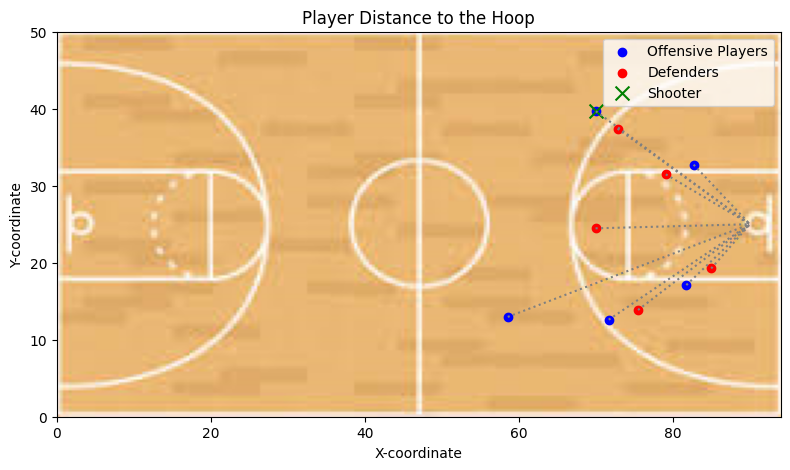 Player Distance to the Hoop
50
40
30
20
10
0
Y-coordinate
Offensive Players
Defenders
Shooter
0
20
40
60
80
X-coordinate